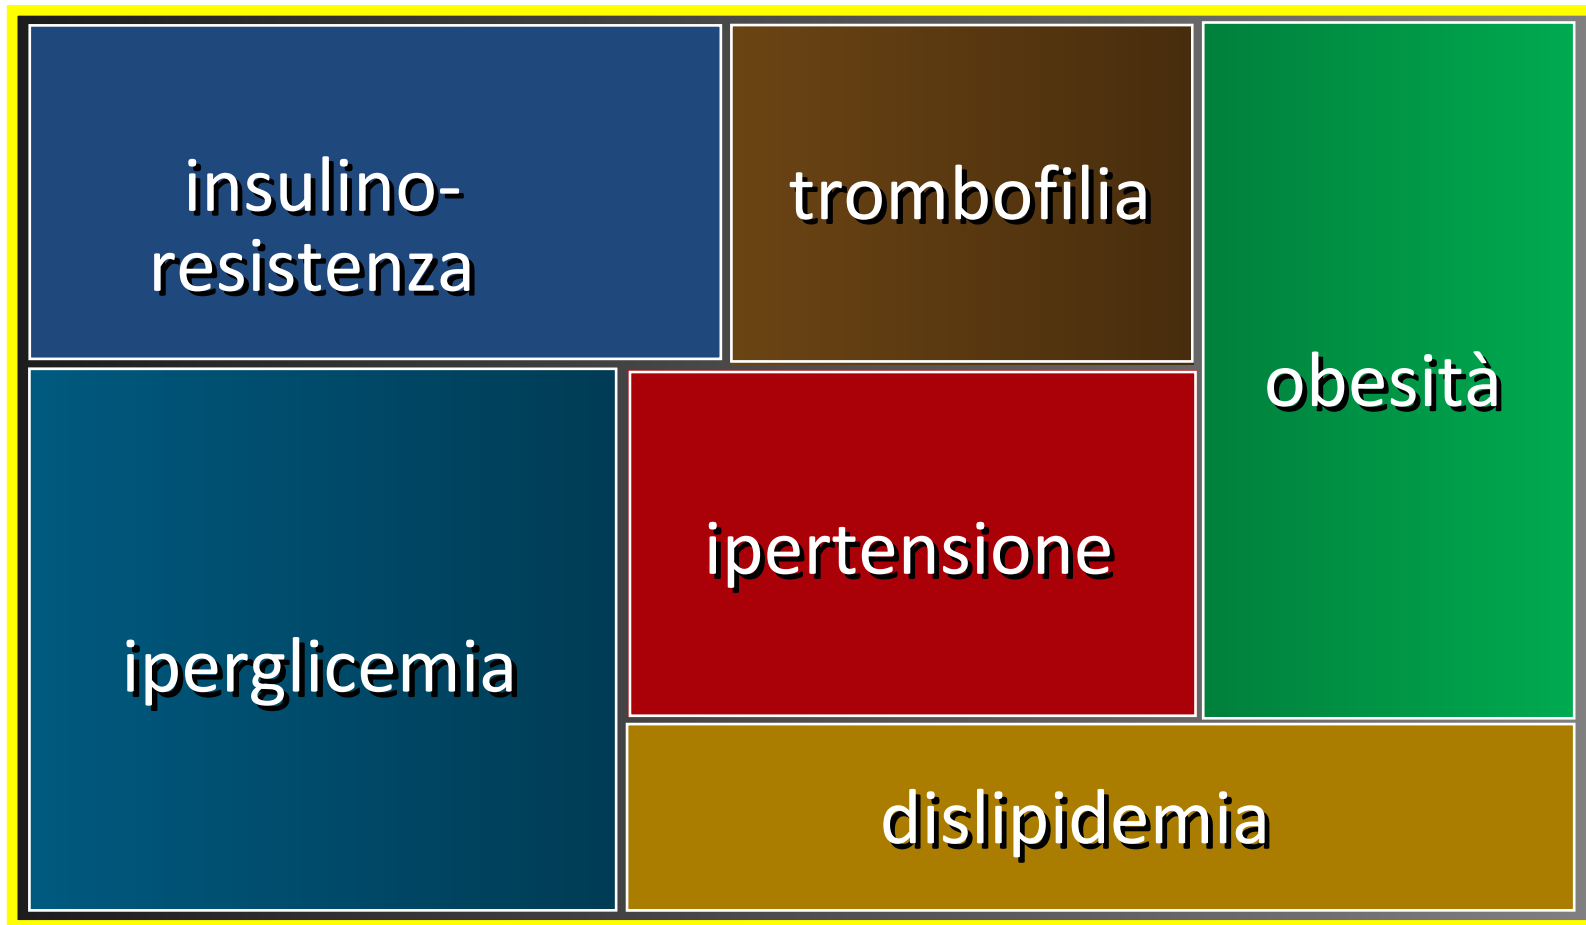 insulino-
resistenza
trombofilia
obesità
ipertensione
iperglicemia
dislipidemia